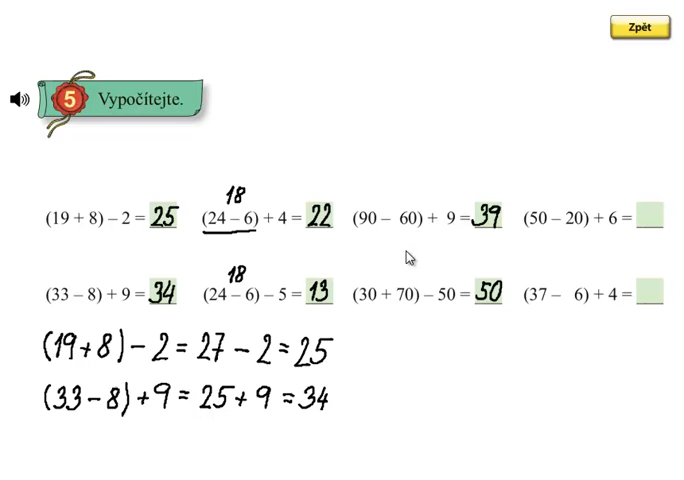 Zpět
5 Vypočítejte.
18
(19 + 8) – 2 = 25 (24 – 6) + 4 = 22 (90 – 60) + 9 = 39 (50 – 20) + 6 =
18
(33 – 8) + 9 = 34 (24 – 6) – 5 = 13 (30 + 70) – 50 = 50 (37 – 6) + 4 =
(19+8) – 2 = 27 – 2 = 25
(33 – 8) + 9 = 25 + 9 = 34